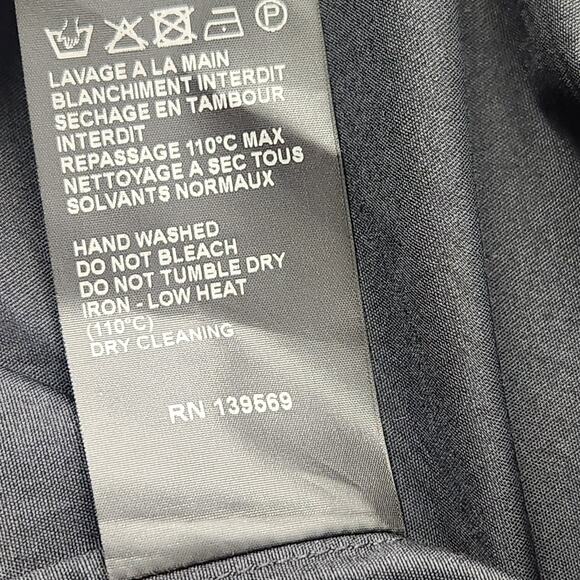 P
LAVAGE A LA MAIN
BLANCHIMENT INTERDIT
SECHAGE EN TAMBOUR
INTERDIT
REPASSAGE 110°C MAX
NETTOYAGE A SEC TOUS
SOLVANTS NORMAUX
HAND WASHED
DO NOT BLEACH
DO NOT TUMBLE DRY
IRON - LOW HEAT
(110°C)
DRY CLEANING
RN 139569